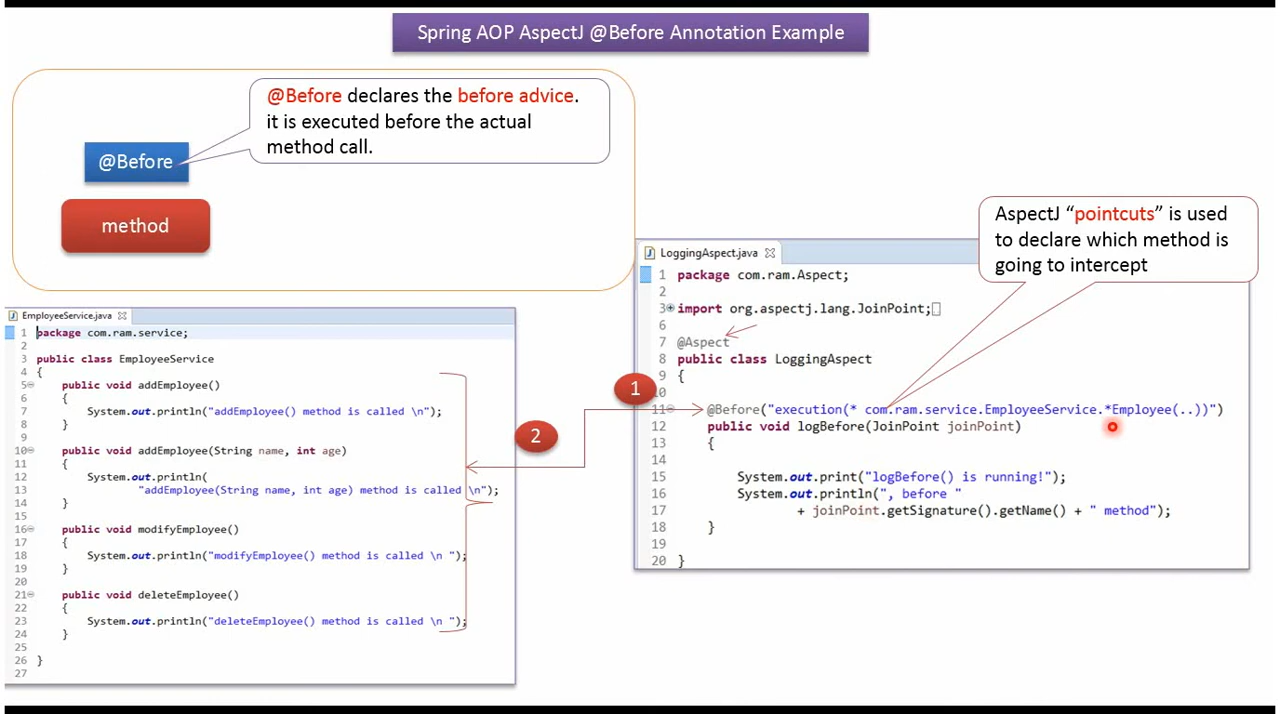 Spring AOP AspectJ @Before Annotation Example
@Before declares the before advice.
it is executed before the actual
method call.
@Before
method
AspectJ “pointcuts” is used
to declare which method is
going to intercept
EmployeeService.java
1 package com.ram.service;
2
3 public class EmployeeService
4 {
5 public void addEmployee()
6 {
7 System.out.println("addEmployee() method is called \n");
8 }
9
10 public void addEmployee(String name, int age)
11 {
12 System.out.println(
13 "addEmployee(String name, int age) method is called \n");
14 }
15
16 public void modifyEmployee()
17 {
18 System.out.println("modifyEmployee() method is called \n ");
19 }
20
21 public void deleteEmployee()
22 {
23 System.out.println("deleteEmployee() method is called \n ");
24 }
25
26 }
27
1
2
LoggingAspect.java
1 package com.ram.Aspect;
2
3 import org.aspectj.lang.JoinPoint;
6
7 @Aspect
8 public class LoggingAspect
9 {
10
11 @Before("execution(* com.ram.service.EmployeeService.*Employee(..))")
12 public void logBefore(JoinPoint joinPoint)
13 {
14
15 System.out.print("logBefore() is running!");
16 System.out.println(", before "
17 + joinPoint.getSignature().getName() + " method");
18 }
19
20 }